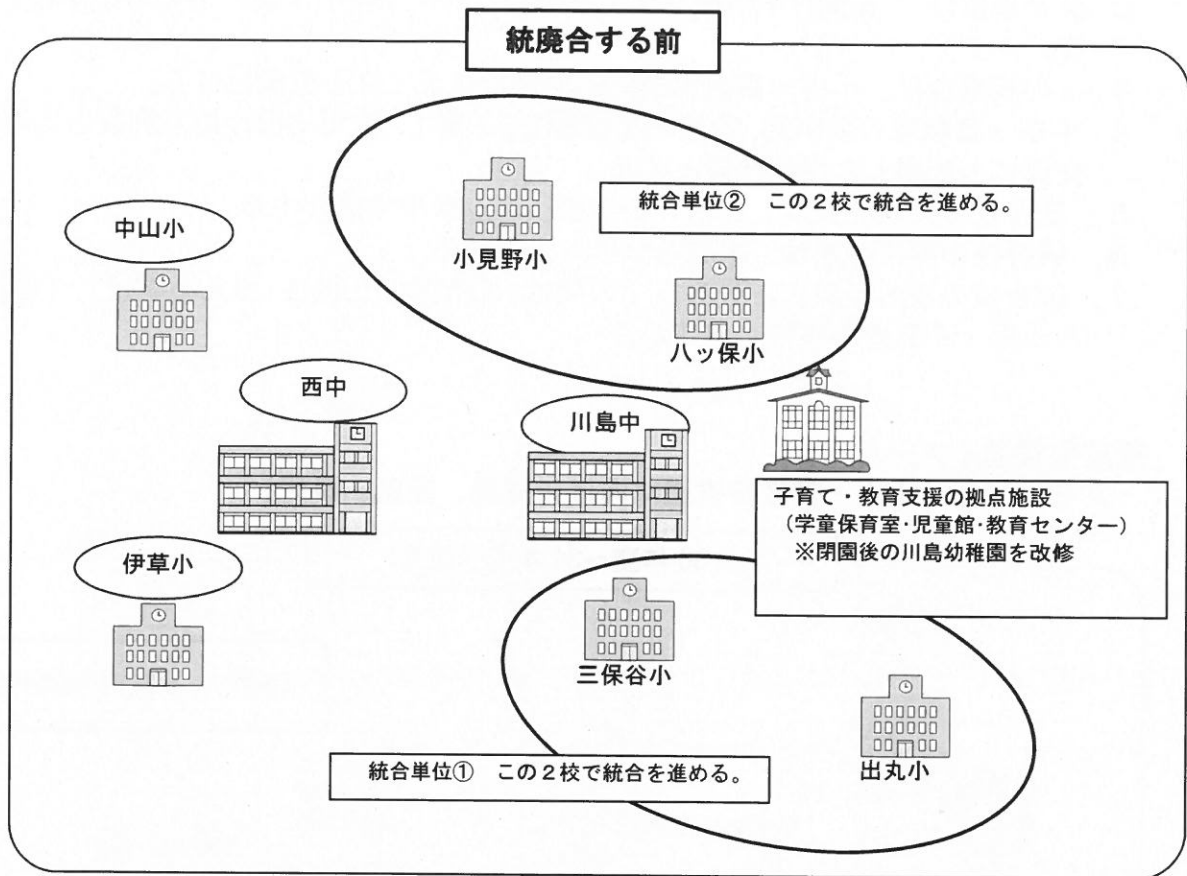 統廃合する前
統合単位② この2校で統合を進める。
小見野小
中山小
八ッ保小
西中
川島中
子育て・教育支援の拠点施設
(学童保育室・児童館・教育センター)
※閉園後の川島幼稚園を改修
伊草小
三保谷小
出丸小
統合単位① この2校で統合を進める。